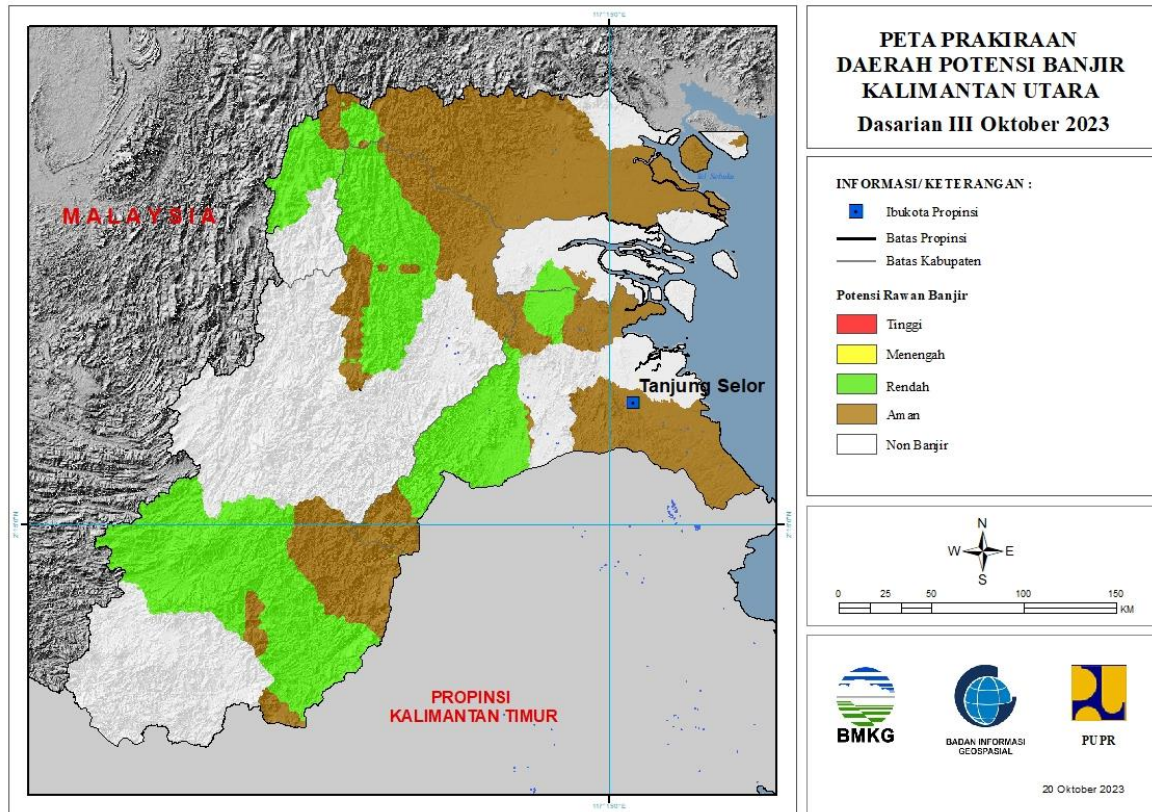 PETA PRAKIRAAN
DAERAH POTENSI BANJIR
KALIMANTAN UTARA
Dasarian III Oktober 2023
INFORMASI/ KETERANGAN :
Ibukota Propinsi
Batas Propinsi
Batas Kabupaten
Potensi Rawan Banjir
Tinggi
Menengah
Rendah
Aman
Non Banjir
N
W E
S
0 25 50 100 150
KM
BMKG
BADAN INFORMASI
GEOSPASIAL
PUPR
20 Oktober 2023
MALAYSIA
Tanjung Selor
PROPINSI
KALIMANTAN TIMUR